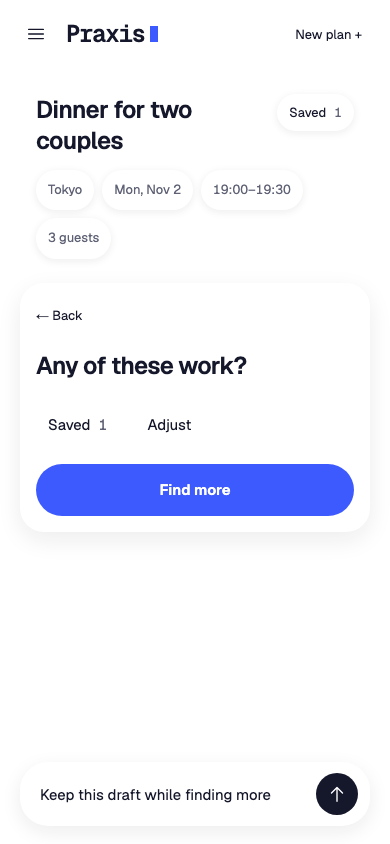 Praxis
New plan +
Dinner for two
couples
Saved 1
Tokyo
Mon, Nov 2
19:00–19:30
3 guests
← Back
Any of these work?
Saved 1
Adjust
Find more
Keep this draft while finding more